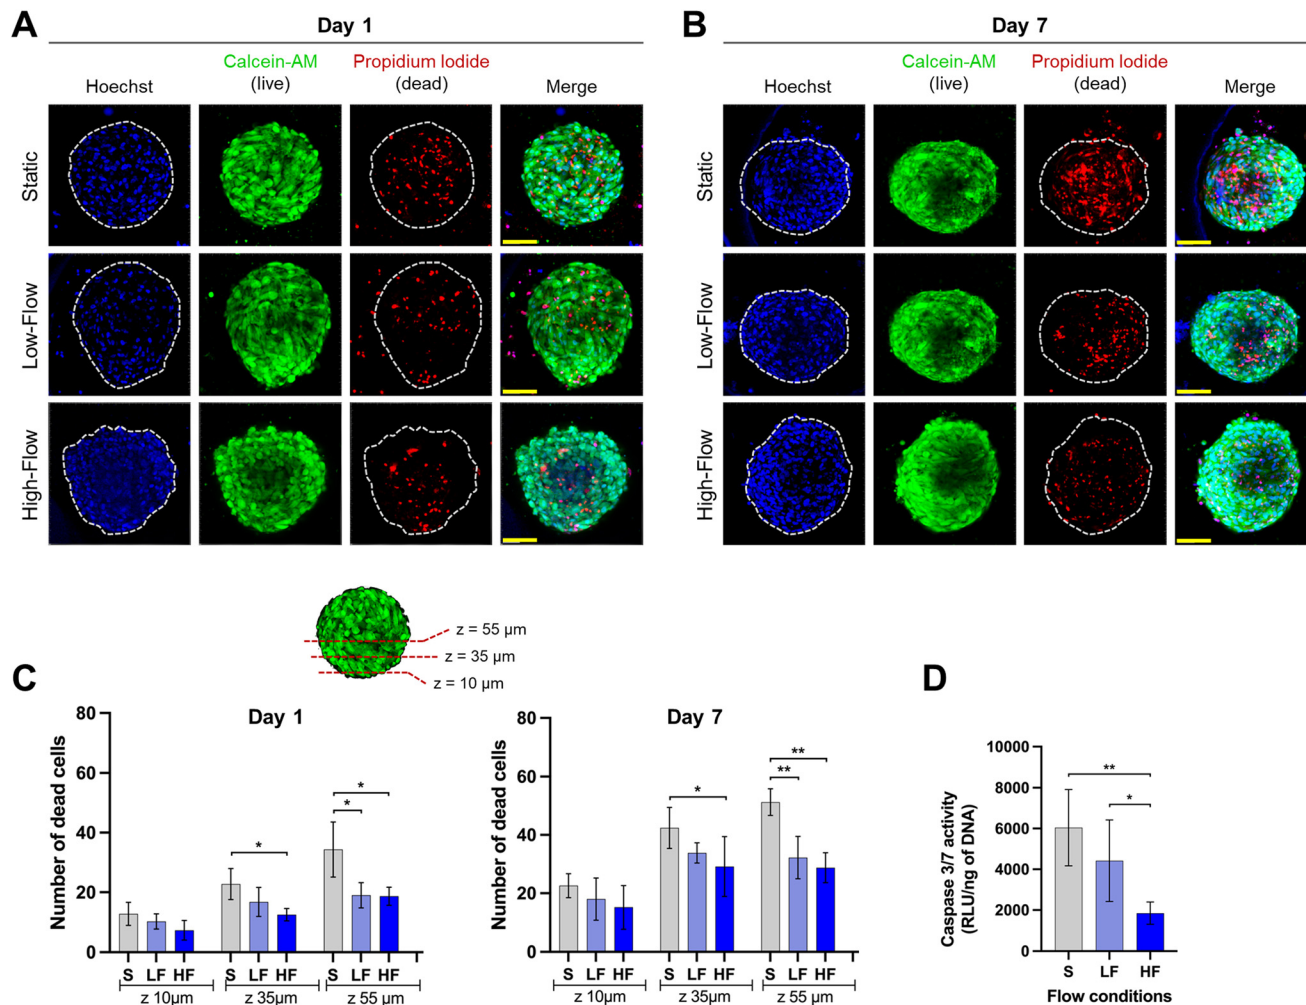 A
Day 1
Hoechst
Calcein-AM
(live)
Propidium Iodide
(dead)
Merge
Static
Low-Flow
High-Flow
B
Day 7
Hoechst
Calcein-AM
(live)
Propidium Iodide
(dead)
Merge
Static
Low-Flow
High-Flow
z = 55 µm
z = 35 µm
z = 10 µm
C
Day 1
Number of dead cells
80
60
40
20
0
*
*
*
S LF HF S LF HF S LF HF
z 10µm z 35µm z 55 µm
Day 7
Number of dead cells
80
60
40
20
0
*
**
**
S LF HF S LF HF S LF HF
z 10µm z 35µm z 55 µm
D
Caspase 3/7 activity
(RLU/ng of DNA)
10000
8000
6000
4000
2000
0
**
*
S LF HF
Flow conditions